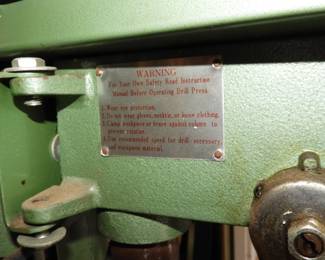 WARNING
For Your Own Safety Read Instruction
Manual Before Operating Drill Press
1. Wear eye protection.
2. Do not wear gloves, necktie, or loose clothing.
3. Clamp workpiece or brace against column to
prevent rotation.
4. Use recommended speed for drill accessory
and workpiece material.